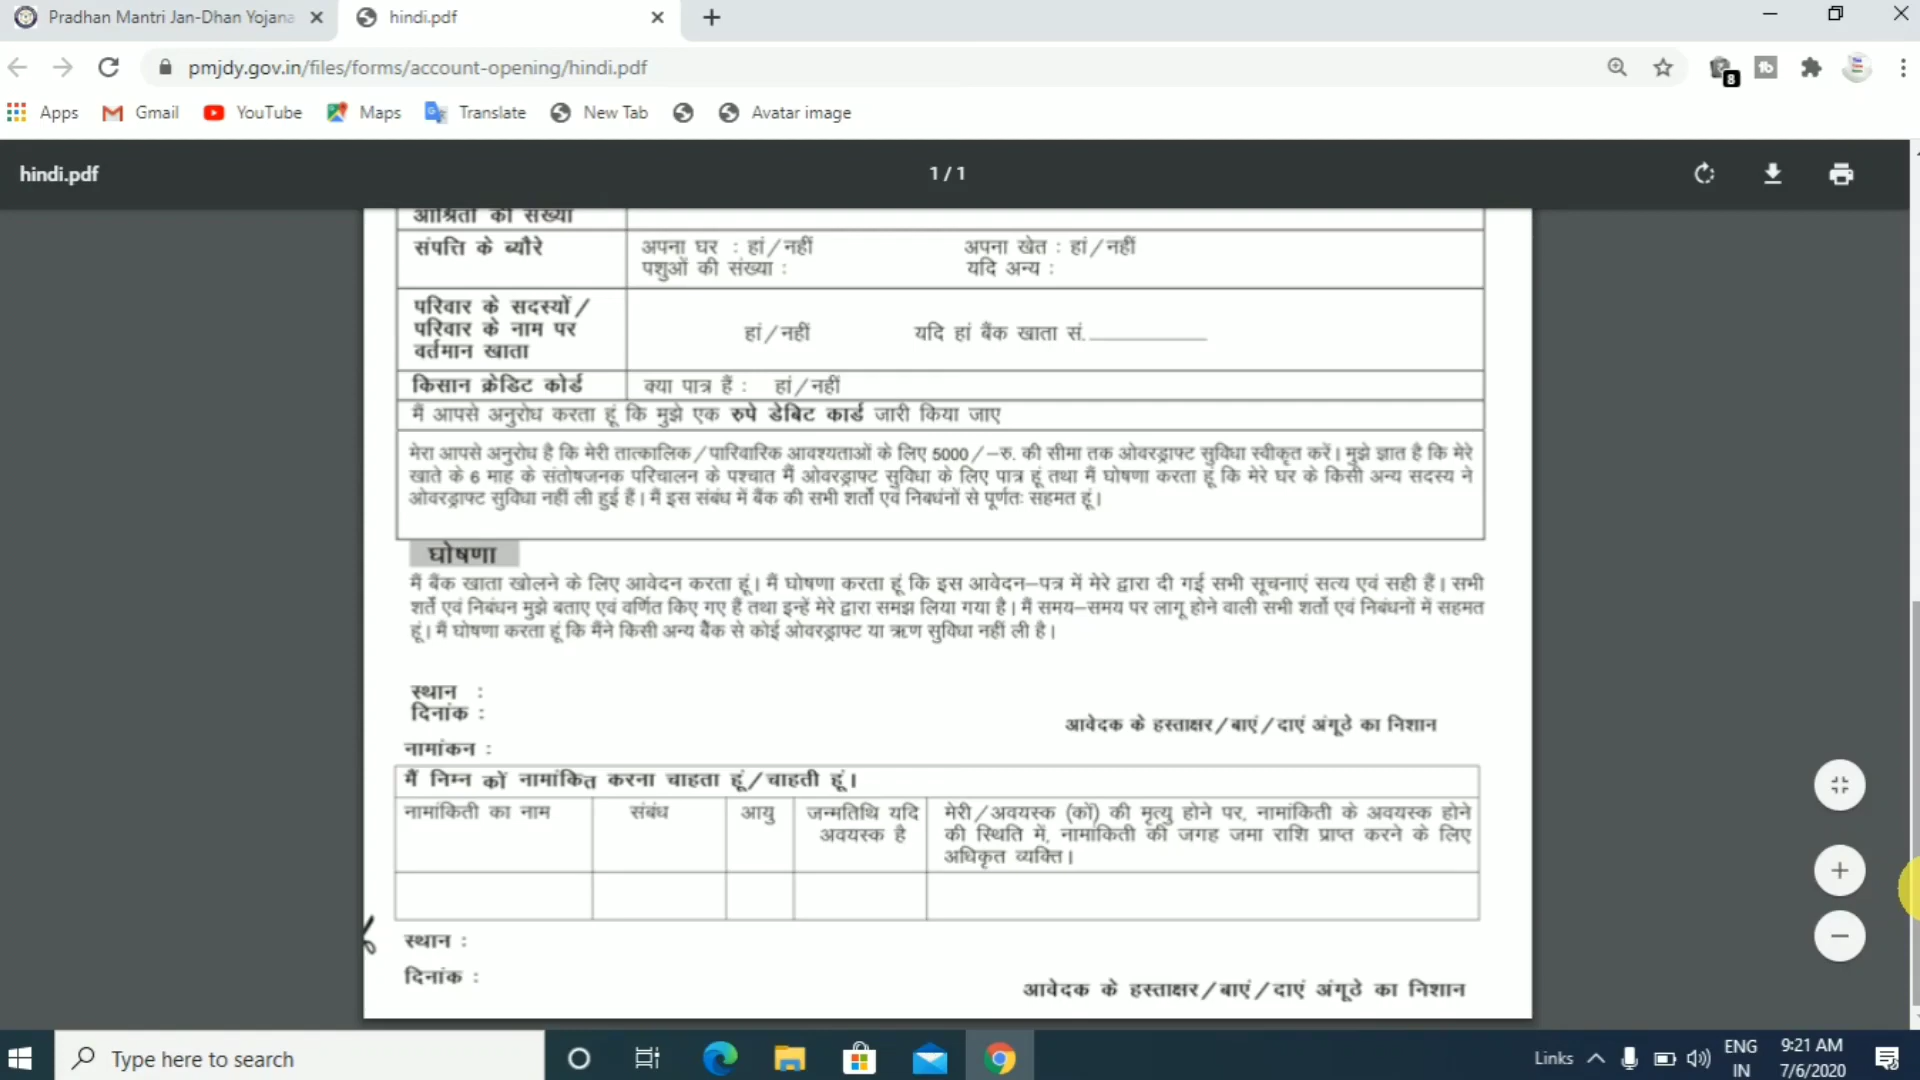 Pradhan Mantri Jan-Dhan Yojana
hindi.pdf
pmjdy.gov.in/files/forms/account-opening/hindi.pdf
8
Apps
Gmail
YouTube
Maps
Translate
New Tab
Avatar image
hindi.pdf
1 / 1
आश्रितों की संख्या
संपत्ति के ब्यौरे
अपना घर : हां/नहीं अपना खेत : हां/नहीं
पशुओं की संख्या : यदि अन्य :
परिवार के सदस्यों/
परिवार के नाम पर
वर्तमान खाता
हां/नहीं यदि हां बैंक खाता सं.
किसान क्रेडिट कोर्ड क्या पात्र हैं : हां/नहीं
मैं आपसे अनुरोध करता हूं कि मुझे एक रुपे डेबिट कार्ड जारी किया जाए
मेरा आपसे अनुरोध है कि मेरी तात्कालिक/पारिवारिक आवश्यताओं के लिए 5000/-रु. की सीमा तक ओवरड्राफ्ट सुविधा स्वीकृत करें। मुझे ज्ञात है कि मेरे
खाते के 6 माह के संतोषजनक परिचालन के पश्चात मैं ओवरड्राफ्ट सुविधा के लिए पात्र हूं तथा मैं घोषणा करता हूं कि मेरे घर के किसी अन्य सदस्य ने
ओवरड्राफ्ट सुविधा नहीं ली हुई हैं। मैं इस संबंध में बैंक की सभी शर्तो एवं निबधंनों से पूर्णतः सहमत हूं।
घोषणा
मैं बैंक खाता खोलने के लिए आवेदन करता हूं। मैं घोषणा करता हूं कि इस आवेदन-पत्र में मेरे द्वारा दी गई सभी सूचनाएं सत्य एवं सही हैं। सभी
शर्ते एवं निबंधन मुझे बताए एवं वर्णित किए गए हैं तथा इन्हें मेरे द्वारा समझ लिया गया है। मैं समय-समय पर लागू होने वाली सभी शर्तो एवं निबंधनों में सहमत
हूं। मैं घोषणा करता हूं कि मैंने किसी अन्य बैंक से कोई ओवरड्राफ्ट या ऋण सुविधा नहीं ली है।
स्थान :
दिनांक :
आवेदक के हस्ताक्षर/बाएं/दाएं अंगूठे का निशान
नामांकन :
मैं निम्न कों नामांकित करना चाहता हूं/चाहती हूं।
नामांकिती का नाम
संबंध
आयु
जन्मतिथि यदि
अवयस्क है
मेरी/अवयस्क (कों) की मृत्यु होने पर, नामांकिती के अवयस्क होने
की स्थिति में, नामांकिती की जगह जमा राशि प्राप्त करने के लिए
अधिकृत व्यक्ति।
स्थान :
दिनांक :
आवेदक के हस्ताक्षर/बाएं/दाएं अंगूठे का निशान
Type here to search
Links
ENG
IN
9:21 AM
7/6/2020